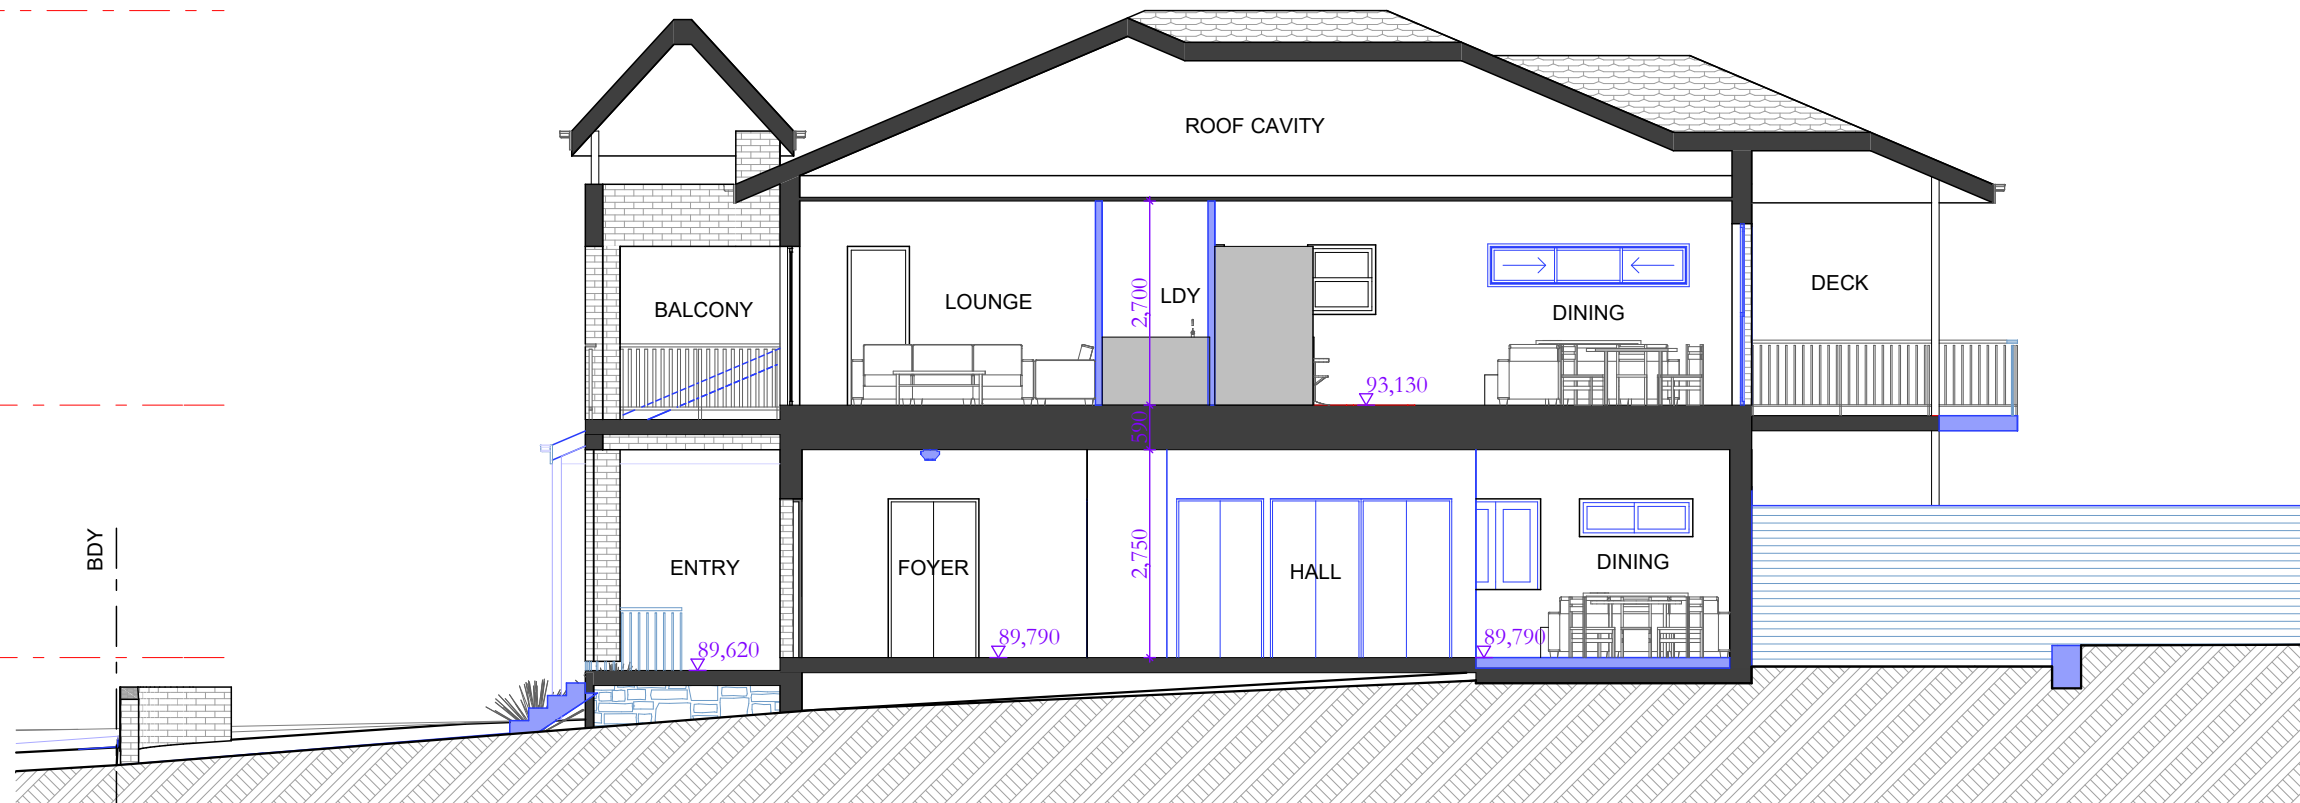 ROOF CAVITY
BALCONY
LOUNGE
2,700
LDY
DINING
DECK
93,130
590
BDY
ENTRY
FOYER
2,750
HALL
DINING
89,620
89,790
89,790